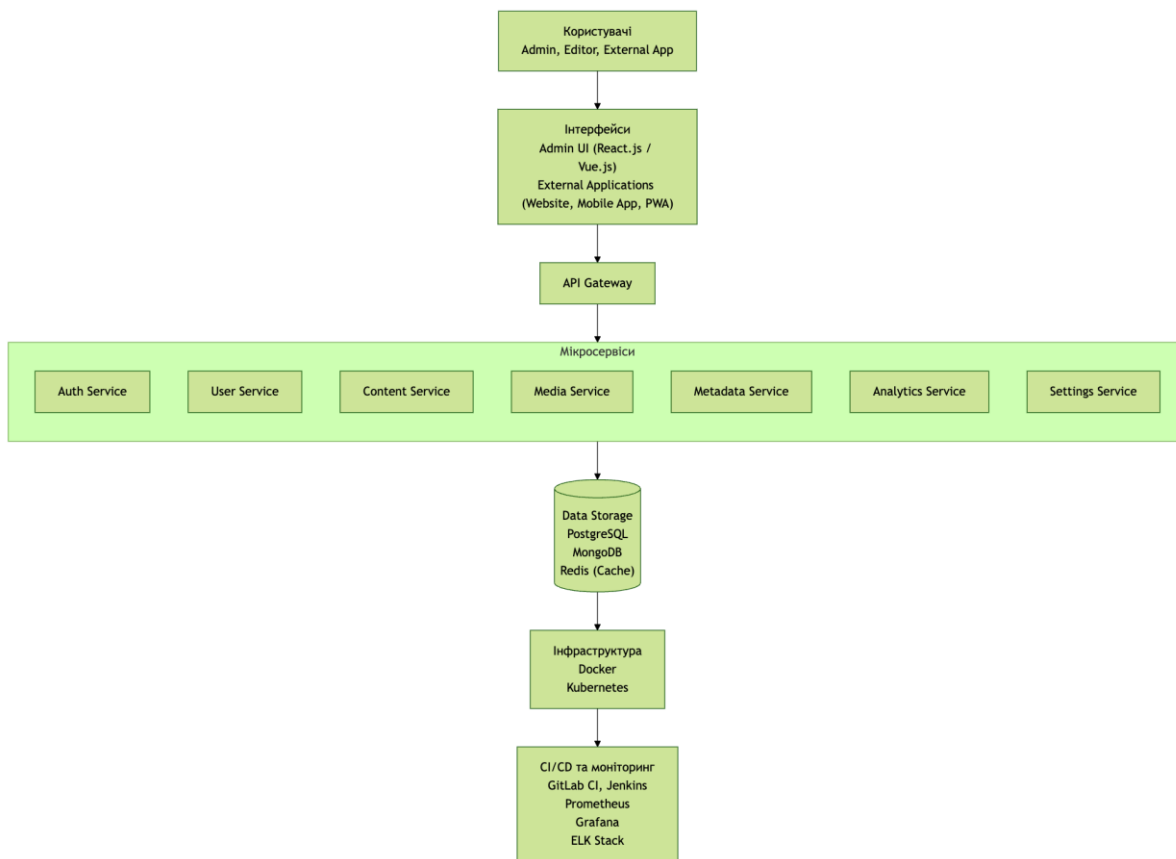 Користувачі
Admin, Editor, External App
Інтерфейси
Admin UI (React.js /
Vue.js)
External Applications
(Website, Mobile App, PWA)
API Gateway
Мікросервіси
Auth Service
User Service
Content Service
Media Service
Metadata Service
Analytics Service
Settings Service
Data Storage
PostgreSQL
MongoDB
Redis (Cache)
Інфраструктура
Docker
Kubernetes
CI/CD та моніторинг
GitLab CI, Jenkins
Prometheus
Grafana
ELK Stack